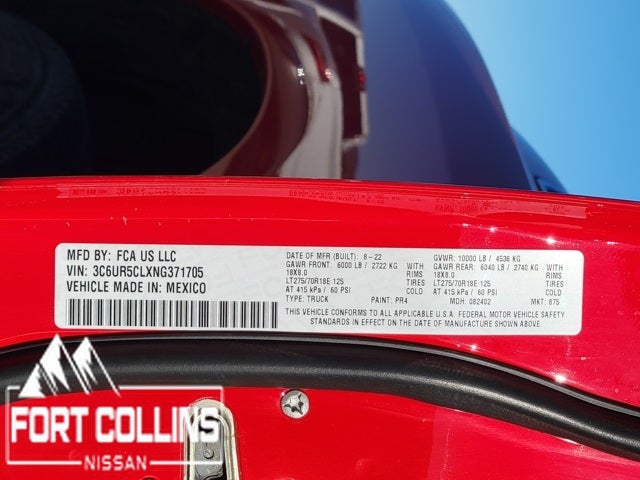 MFD BY: FCA US LLC
VIN: 3C6UR5CLXNG371705
VEHICLE MADE IN: MEXICO
DATE OF MFR (BUILT): 8-22
GAWR FRONT: 6000 LB / 2722 KG
WITH
18X8.0
RIMS
LT275/70R18E 125
TIRES
AT 415 kPa / 60 PSI
COLD
TYPE: TRUCK
PAINT: PR4
GVWR: 10000 LB / 4536 KG
GAWR REAR: 6040 LB / 2740 KG
WITH
18X8.0
RIMS
LT275/70R18E 125
TIRES
AT 415 kPa / 60 PSI
COLD
MDH: 082402
MKT: 875
THIS VEHICLE CONFORMS TO ALL APPLICABLE U.S.A. FEDERAL MOTOR VEHICLE SAFETY
STANDARDS IN EFFECT ON THE DATE OF MANUFACTURE SHOWN ABOVE
FORT COLLINS
NISSAN